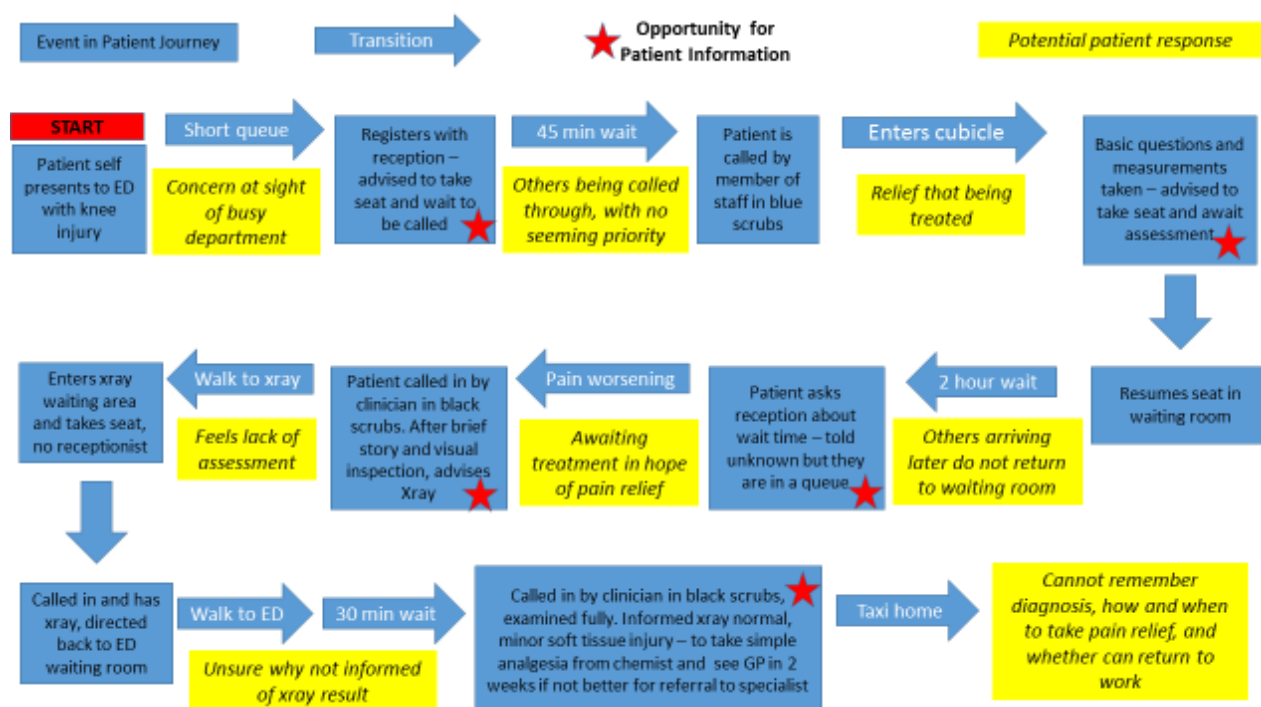 Event in Patient Journey
Transition
Opportunity for
Patient Information
Potential patient response
START
Patient self
presents to ED
with knee
injury
Short queue
Concern at sight
of busy
department
Registers with
reception –
advised to take
seat and wait to
be called
45 min wait
Others being called
through, with no
seeming priority
Patient is
called by
member of
staff in blue
scrubs
Enters cubicle
Relief that being
treated
Basic questions and
measurements
taken – advised to
take seat and await
assessment
Resumes seat in
waiting room
2 hour wait
Others arriving
later do not return
to waiting room
Patient asks
reception about
wait time – told
unknown but they
are in a queue
Pain worsening
Awaiting
treatment in hope
of pain relief
Patient called in by
clinician in black
scrubs. After brief
story and visual
inspection, advises
Xray
Walk to xray
Feels lack of
assessment
Enters xray
waiting area
and takes seat,
no receptionist
Called in and has
xray, directed
back to ED
waiting room
Walk to ED
30 min wait
Unsure why not informed
of xray result
Called in by clinician in black scrubs,
examined fully. Informed xray normal,
minor soft tissue injury – to take simple
analgesia from chemist and see GP in 2
weeks if not better for referral to specialist
Taxi home
Cannot remember
diagnosis, how and when
to take pain relief, and
whether can return to
work